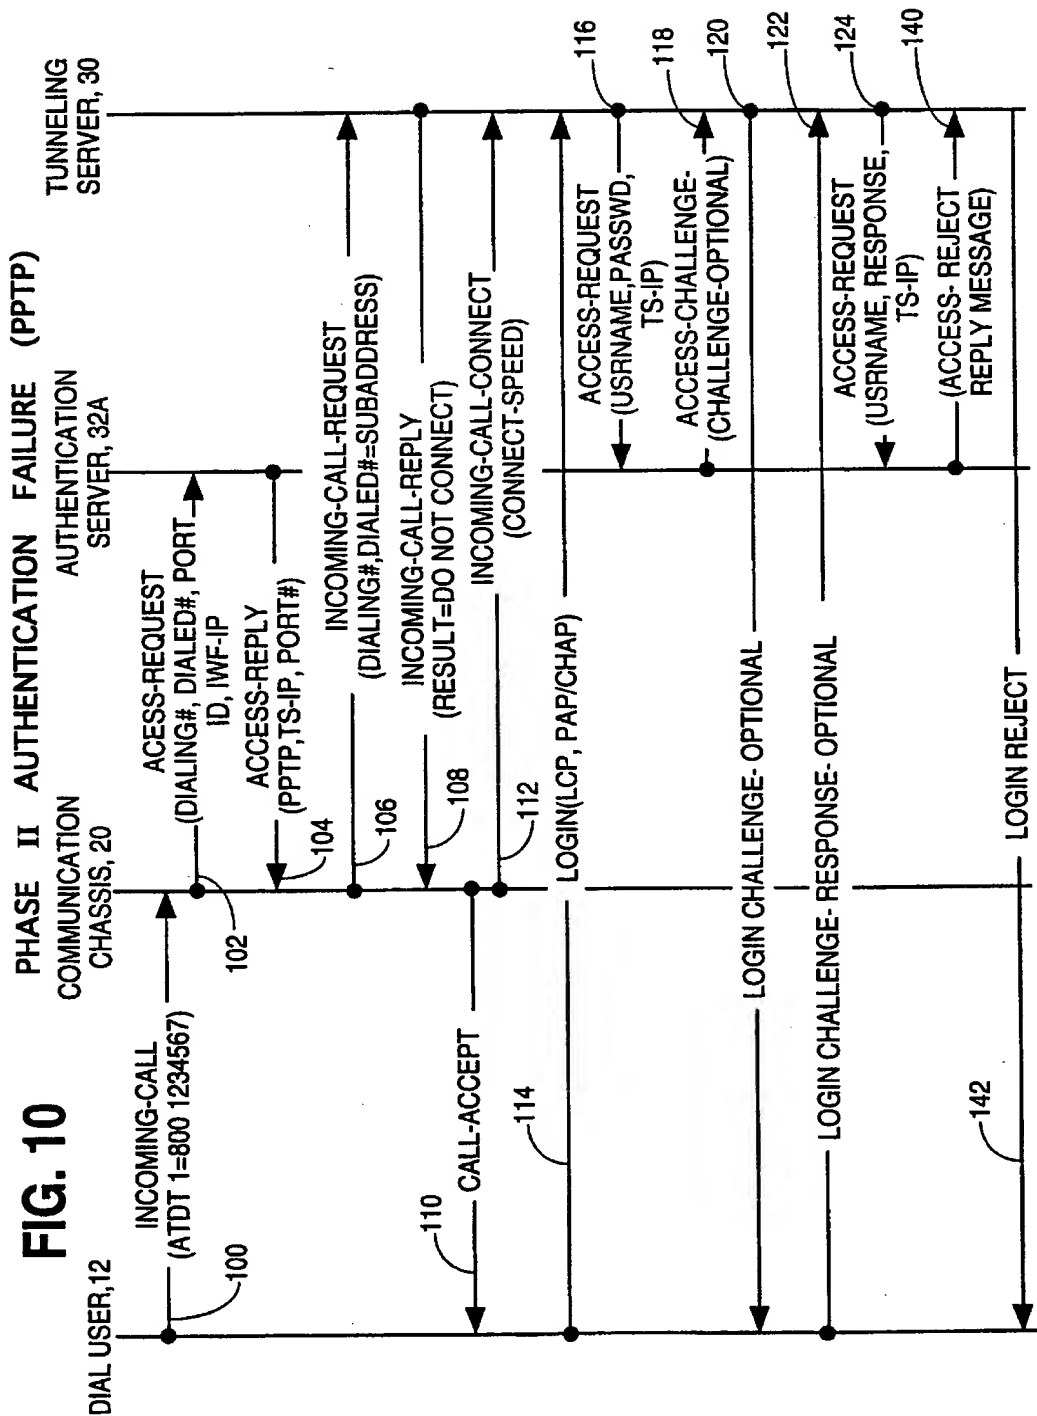 FIG. 10
PHASE II AUTHENTICATION FAILURE (PPTP)
DIAL USER,12
COMMUNICATION
CHASSIS, 20
AUTHENTICATION
SERVER, 32A
TUNNELING
SERVER, 30
INCOMING-CALL
(ATDT 1=800 1234567)
100
ACESS-REQUEST
(DIALING#, DIALED#, PORT
ID, IWF-IP
102
ACCESS-REPLY
(PPTP,TS-IP, PORT#)
104
INCOMING-CALL-REQUEST
(DIALING#,DIALED#=SUBADDRESS)
106
INCOMING-CALL-REPLY
(RESULT=DO NOT CONNECT)
108
110
CALL-ACCEPT
INCOMING-CALL-CONNECT
(CONNECT-SPEED)
112
114
LOGIN(LCP, PAP/CHAP)
ACCESS-REQUEST
(USRNAME,PASSWD,
TS-IP)
116
ACCESS-CHALLENGE-
(CHALLENGE-OPTIONAL)
118
LOGIN CHALLENGE- OPTIONAL
120
LOGIN CHALLENGE- RESPONSE- OPTIONAL
122
ACCESS-REQUEST
(USRNAME, RESPONSE,
TS-IP)
124
(ACCESS- REJECT
REPLY MESSAGE)
140
142
LOGIN REJECT